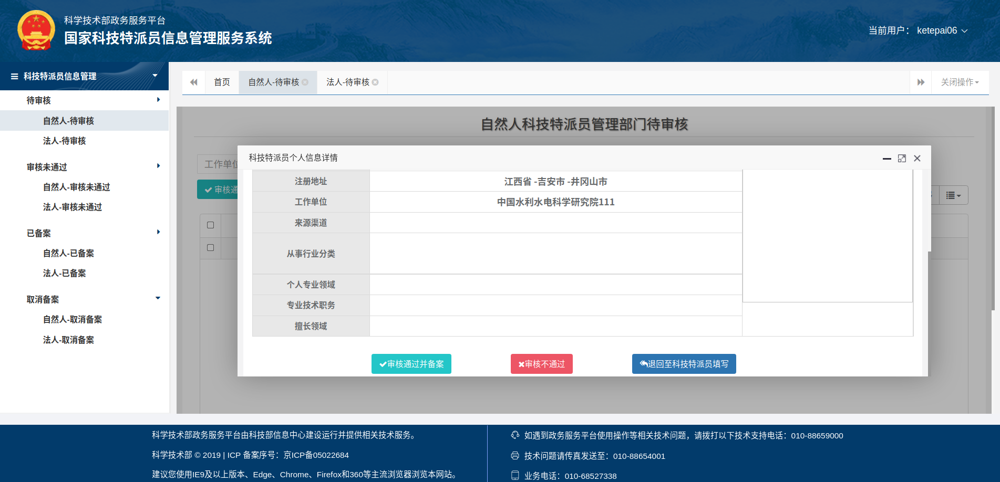 科学技术部政务服务平台
国家科技特派员信息管理服务系统
当前用户： ketepai06
科技特派员信息管理
待审核
自然人-待审核
法人-待审核
审核未通过
自然人-审核未通过
法人-审核未通过
已备案
自然人-已备案
法人-已备案
取消备案
自然人-取消备案
法人-取消备案
首页
自然人-待审核
法人-待审核
关闭操作
自然人科技特派员管理部门待审核
工作单位
审核通
科技特派员个人信息详情
注册地址 江西省 -吉安市 -井冈山市
工作单位 中国水利水电科学研究院111
来源渠道
从事行业分类
个人专业领域
专业技术职务
擅长领域
审核通过并备案
审核不通过
退回至科技特派员填写
科学技术部政务服务平台由科技部信息中心建设运行并提供相关技术服务。
科学技术部 © 2019 | ICP 备案序号：京ICP备05022684
建议您使用IE9及以上版本、Edge、Chrome、Firefox和360等主流浏览器浏览本网站。
如遇到政务服务平台使用操作等相关技术问题，请拨打以下技术支持电话：010-88659000
技术问题请传真发送至：010-88654001
业务电话：010-68527338